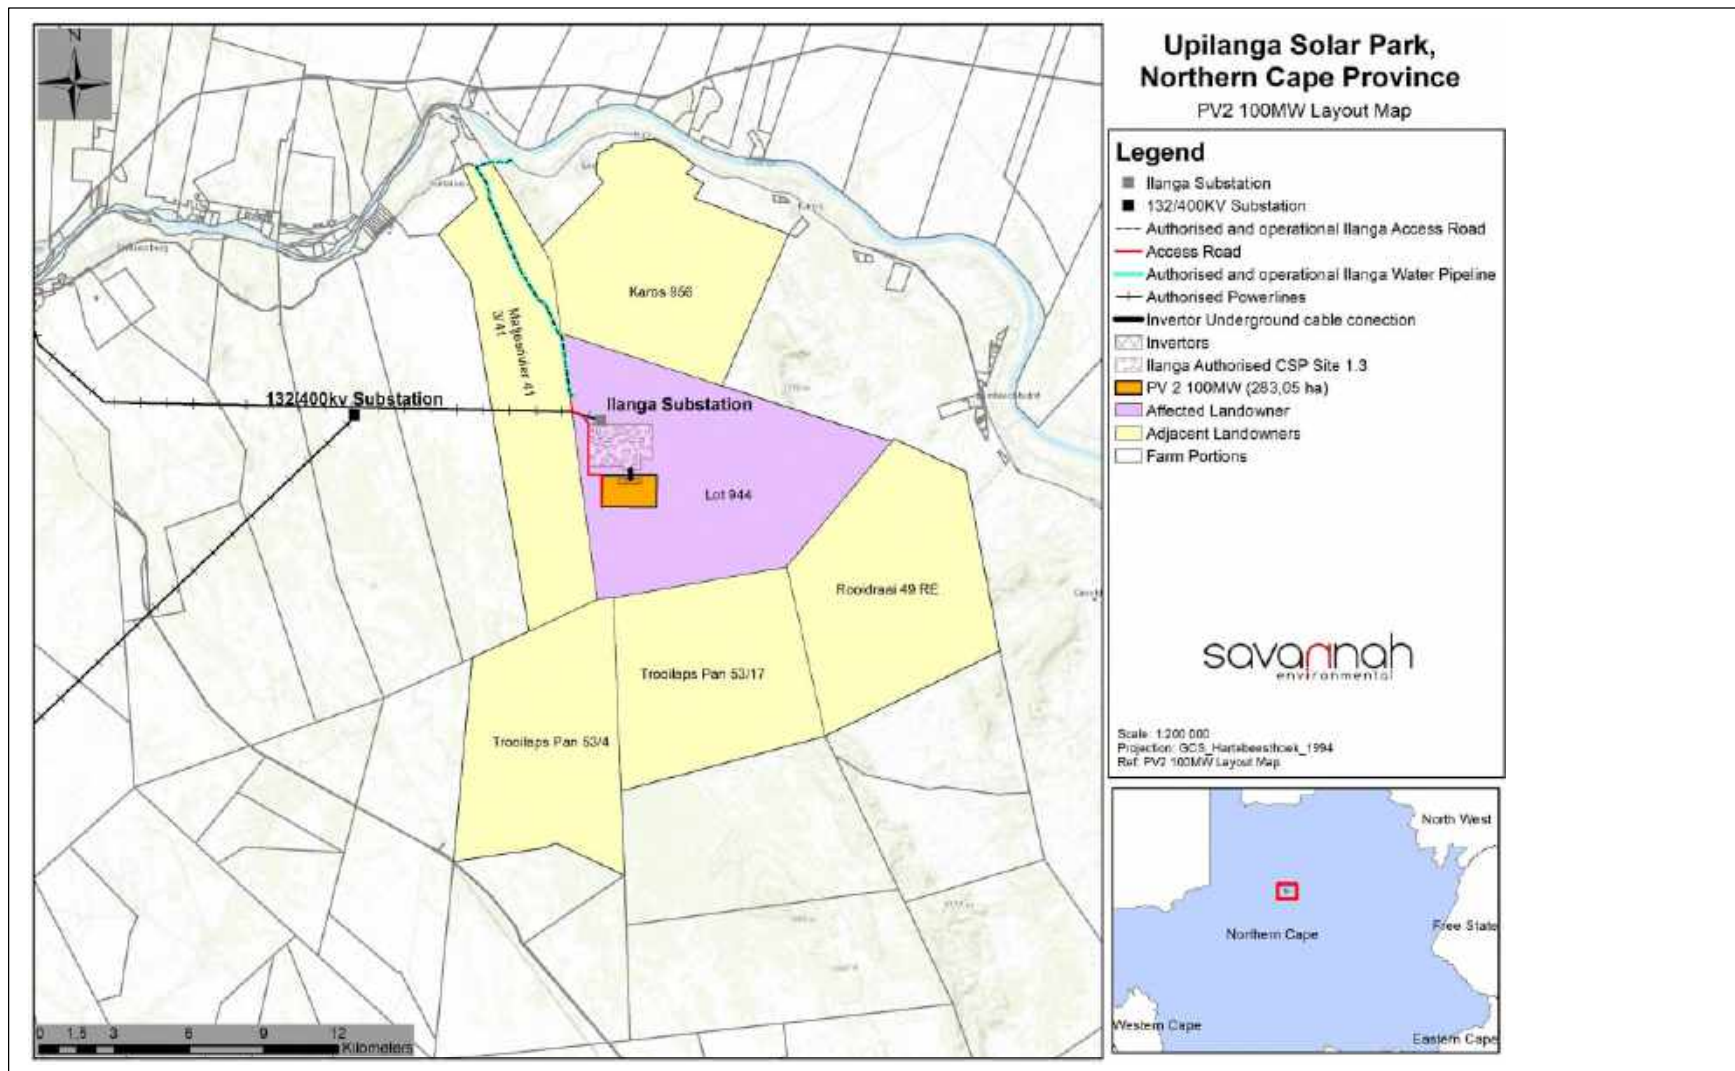 Upilanga Solar Park,
Northern Cape Province
PV2 100MW Layout Map
Legend
Ilanga Substation
132/400KV Substation
Authorised and operational Ilanga Access Road
Access Road
Authorised and operational Ilanga Water Pipeline
Authorised Powerlines
Invertor Underground cable conection
Invertors
Ilanga Authorised CSP Site 1.3
PV 2 100MW (283,05 ha)
Affected Landowner
Adjacent Landowners
Farm Portions
savannah
environmental
Scale: 1:200 000
Projection: GCS_Hartebeesthoek_1994
Ref: PV2 100MW Layout Map
North West
Northern Cape
Free State
Western Cape
Eastern Cape
N
Karos 956
3/41
132/400kv Substation
Ilanga Substation
Lot 944
Rooidraai 49 RE
Trooilaps Pan 53/17
Trooilaps Pan 53/4
0 1,5 3 6 9 12
Kilometers